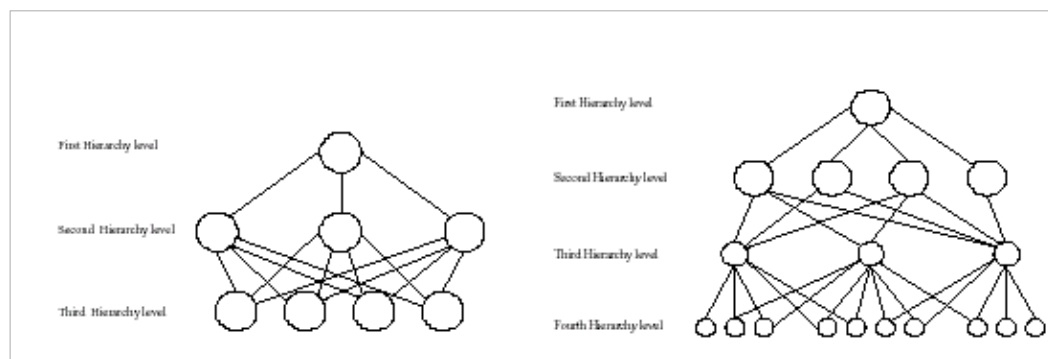 First Hierarchy level
Second Hierarchy level
Third Hierarchy level
First Hierarchy level
Second Hierarchy level
Third Hierarchy level
Fourth Hierarchy level